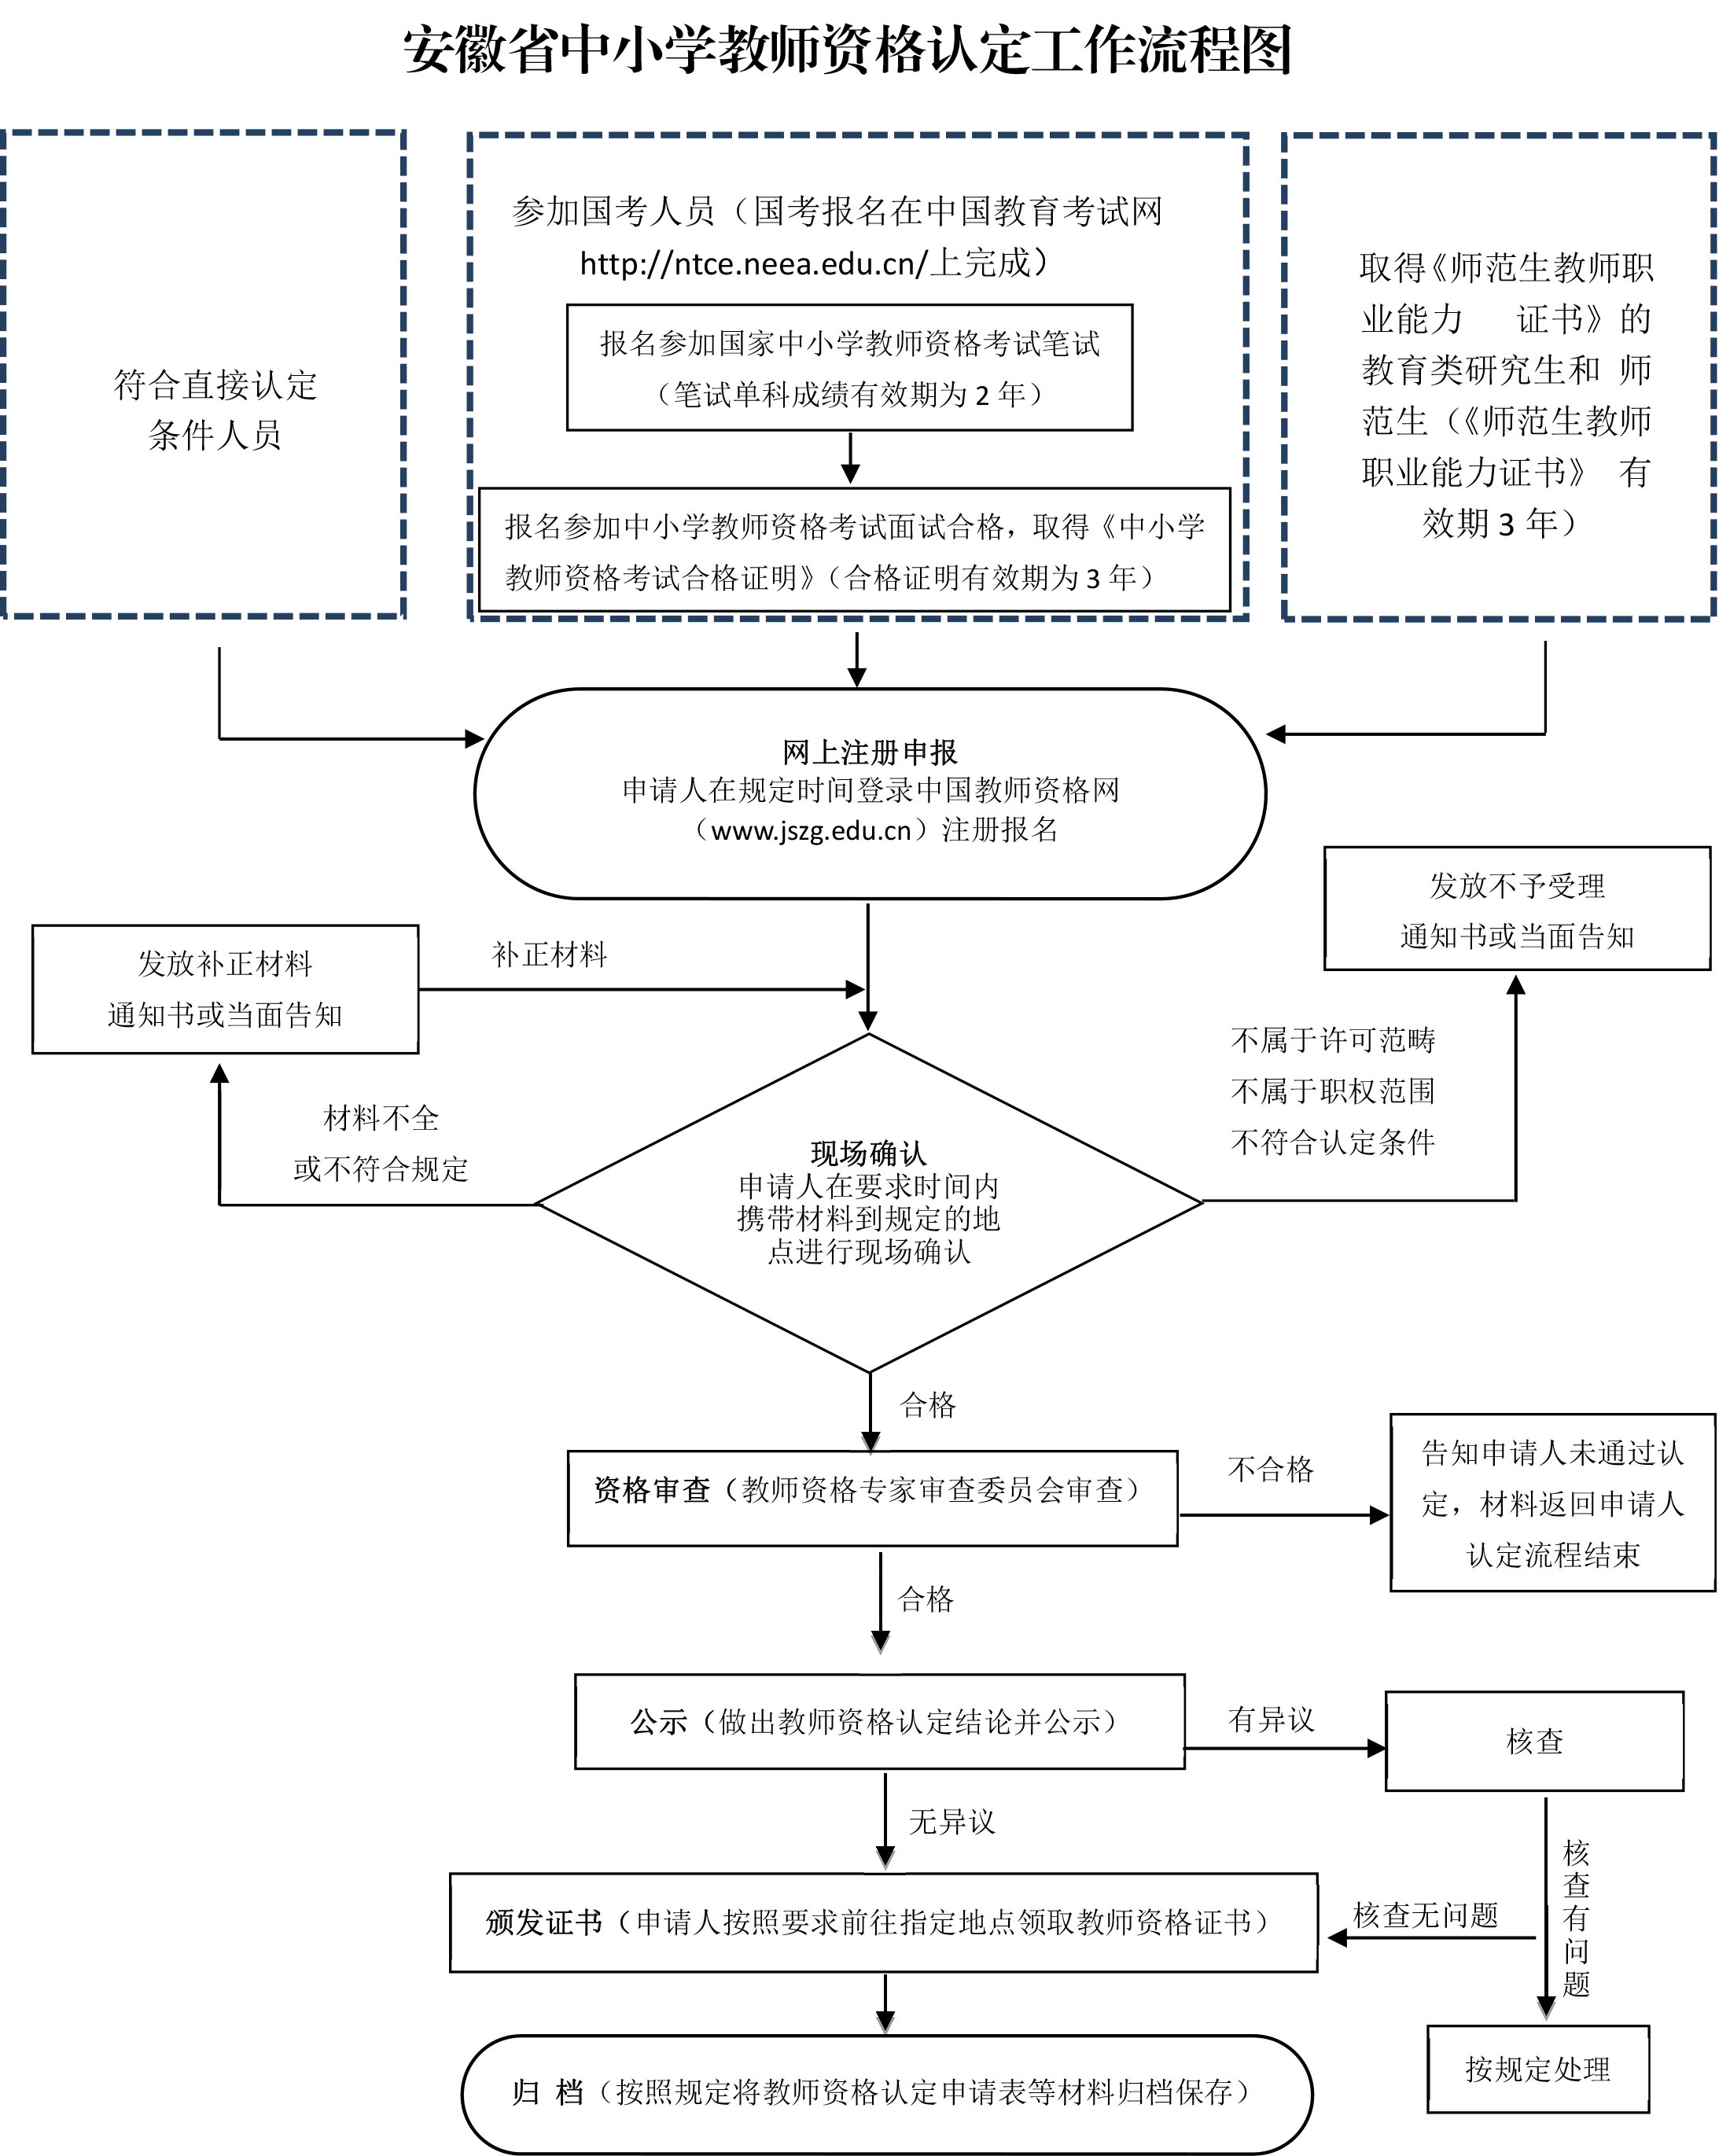 安徽省中小学教师资格认定工作流程图
符合直接认定
条件人员
参加国考人员（国考报名在中国教育考试网
http://ntce.neea.edu.cn/上完成）
报名参加国家中小学教师资格考试笔试
（笔试单科成绩有效期为 2 年）
报名参加中小学教师资格考试面试合格，取得《中小学
教师资格考试合格证明》（合格证明有效期为 3 年）
取得《师范生教师职
业能力 证书》的
教育类研究生和 师
范生（《师范生教师
职业能力证书》 有
效期 3 年）
网上注册申报
申请人在规定时间登录中国教师资格网
（www.jszg.edu.cn）注册报名
发放不予受理
通知书或当面告知
发放补正材料
通知书或当面告知
补正材料
不属于许可范畴
不属于职权范围
不符合认定条件
材料不全
或不符合规定
现场确认
申请人在要求时间内
携带材料到规定的地
点进行现场确认
合格
资格审查（教师资格专家审查委员会审查）
不合格
告知申请人未通过认
定，材料返回申请人
认定流程结束
合格
公示（做出教师资格认定结论并公示）
有异议
核查
无异议
核查有问题
颁发证书（申请人按照要求前往指定地点领取教师资格证书）
核查无问题
按规定处理
归 档（按照规定将教师资格认定申请表等材料归档保存）